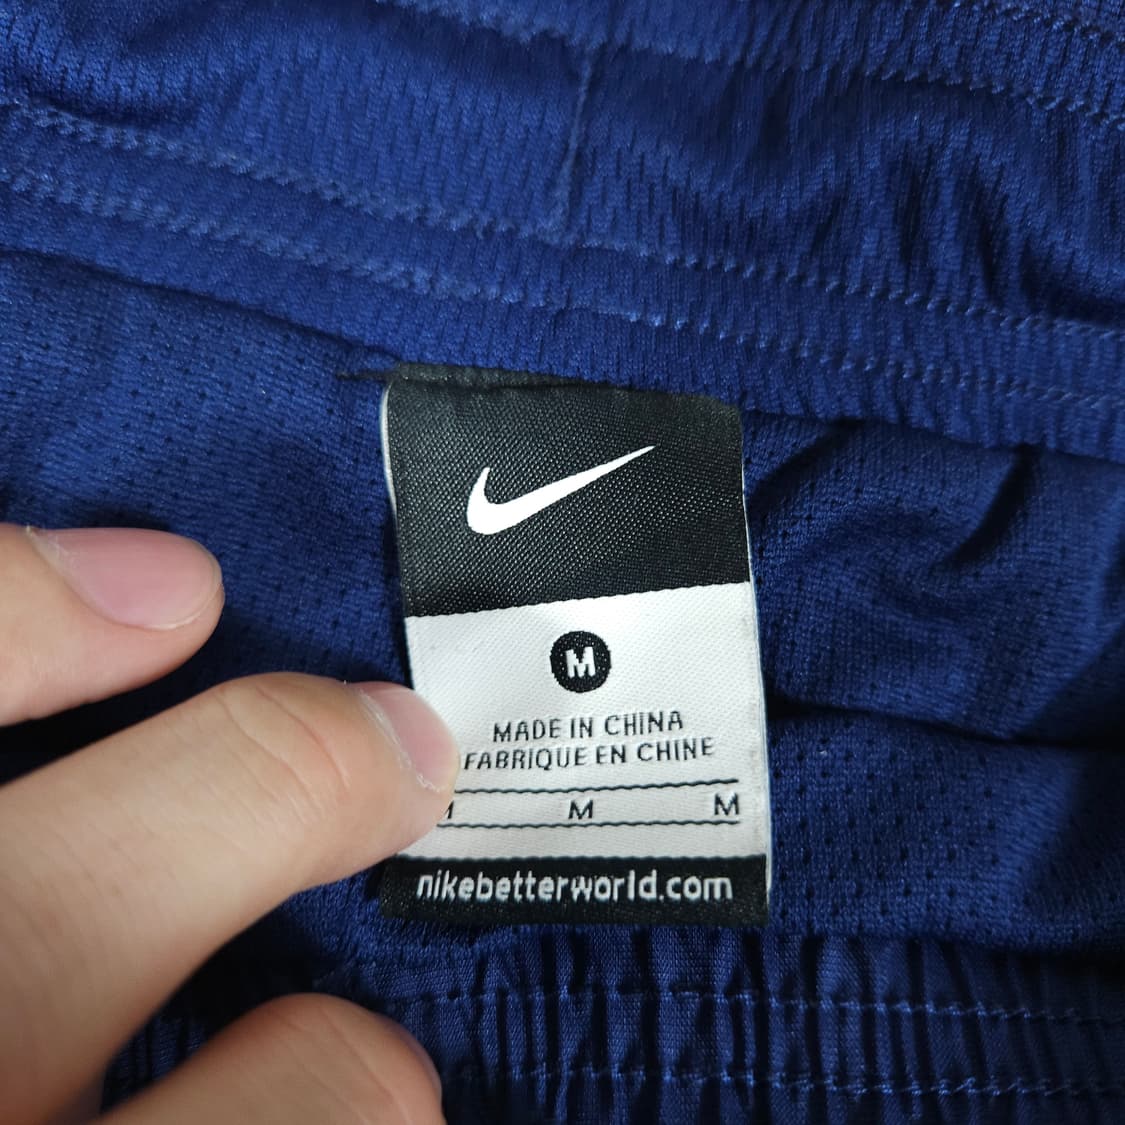 M
MADE IN CHINA
FABRIQUE EN CHINE
M M M
nikebetterworld.com